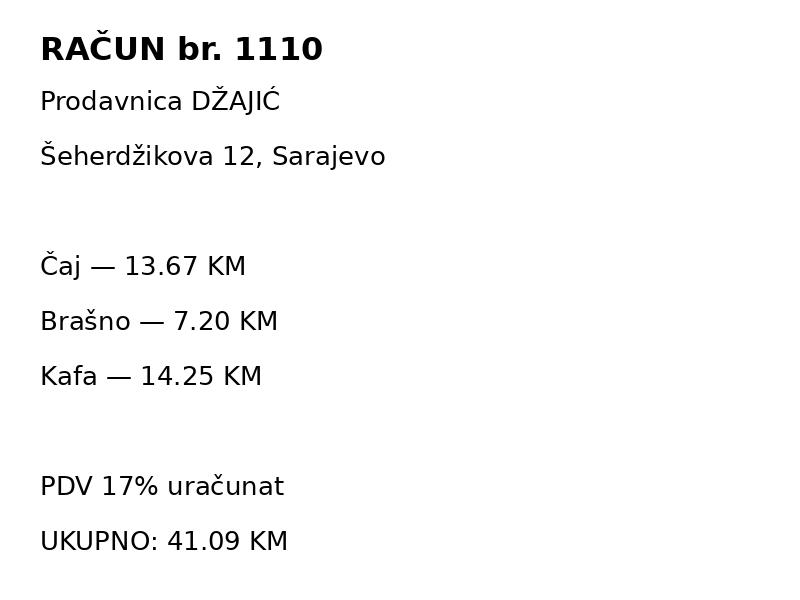 RAČUN br. 1110
Prodavnica DŽAJIĆ
Šeherdžikova 12, Sarajevo
Čaj — 13.67 KM
Brašno — 7.20 KM
Kafa — 14.25 KM
PDV 17% uračunat
UKUPNO: 41.09 KM